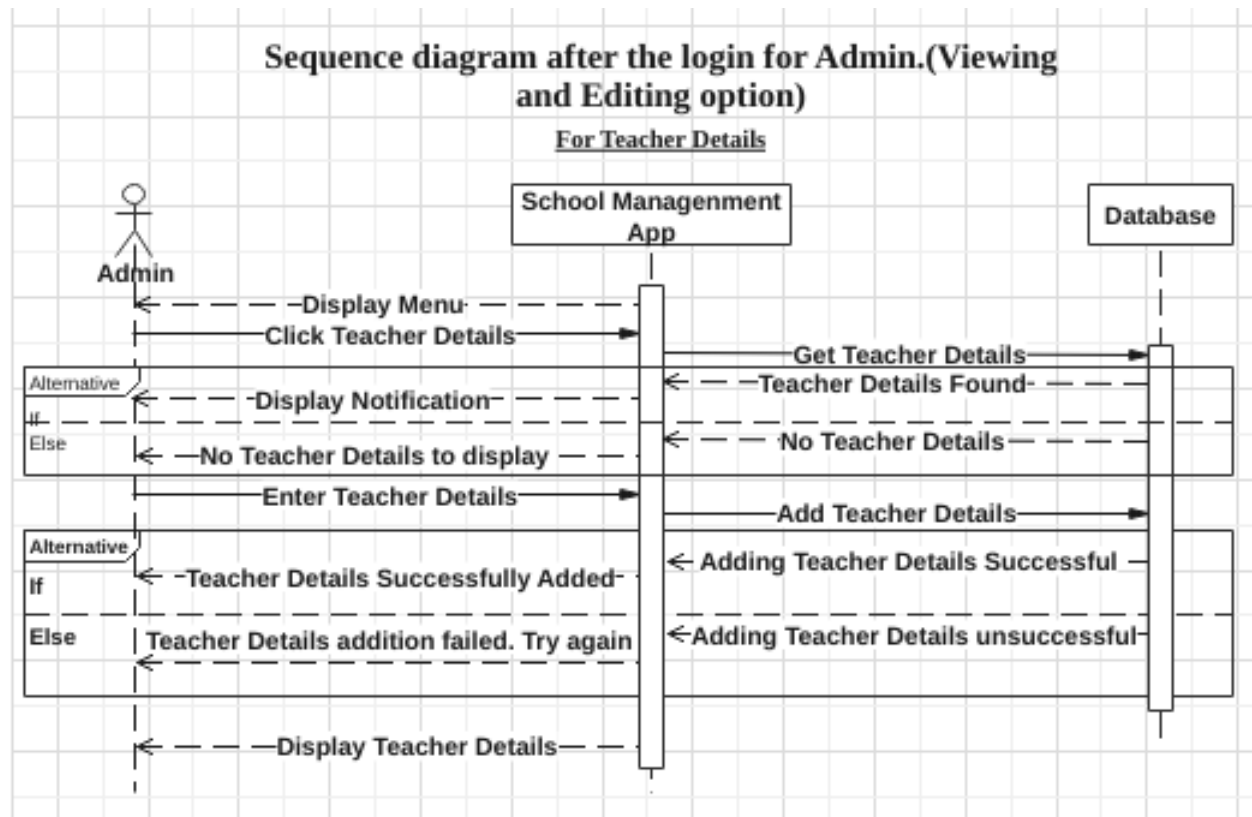 Sequence diagram after the login for Admin.(Viewing
and Editing option)
For Teacher Details
School Managenment
App
Database
Admin
Display Menu
Click Teacher Details
Get Teacher Details
Alternative
Teacher Details Found
Display Notification
If
Else
No Teacher Details
No Teacher Details to display
Enter Teacher Details
Add Teacher Details
Alternative
Adding Teacher Details Successful
Teacher Details Successfully Added
If
Else
Adding Teacher Details unsuccessful
Teacher Details addition failed. Try again
Display Teacher Details